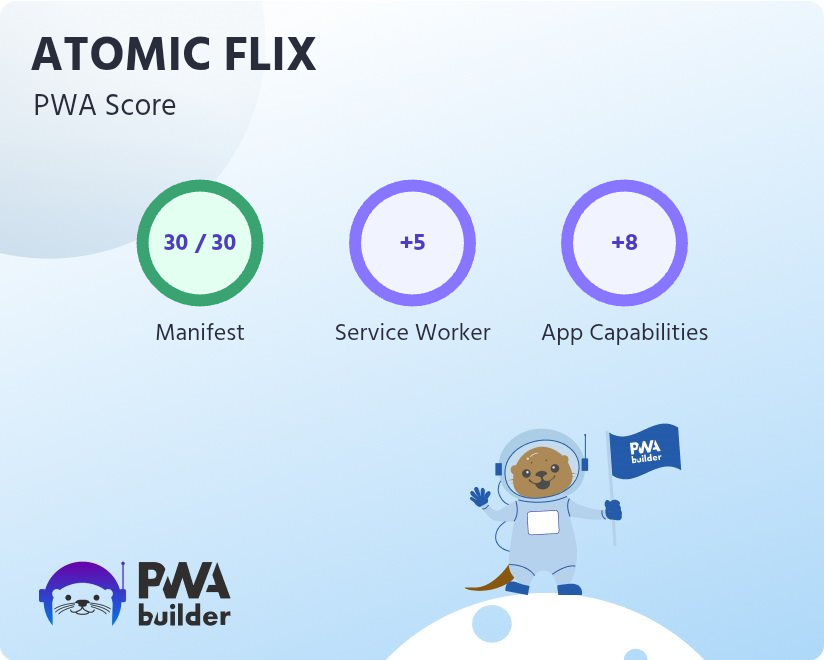 ATOMIC FLIX
PWA Score
30 / 30
+5
+8
Manifest
Service Worker
App Capabilities
PWA
builder
PWA
builder